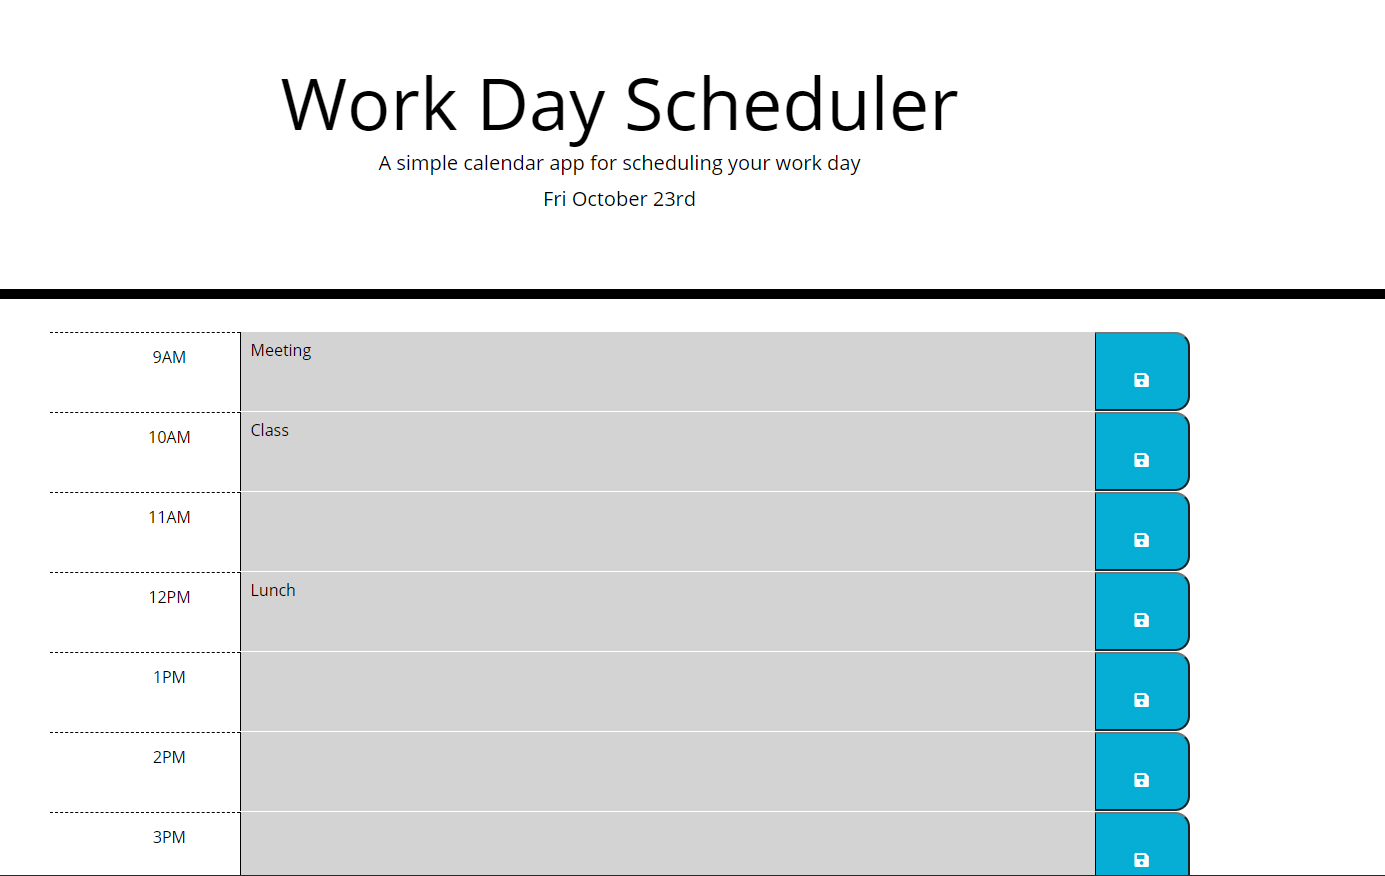 Work Day Scheduler
A simple calendar app for scheduling your work day
Fri October 23rd
9AM
Meeting
10AM
Class
11AM
12PM
Lunch
1PM
2PM
3PM